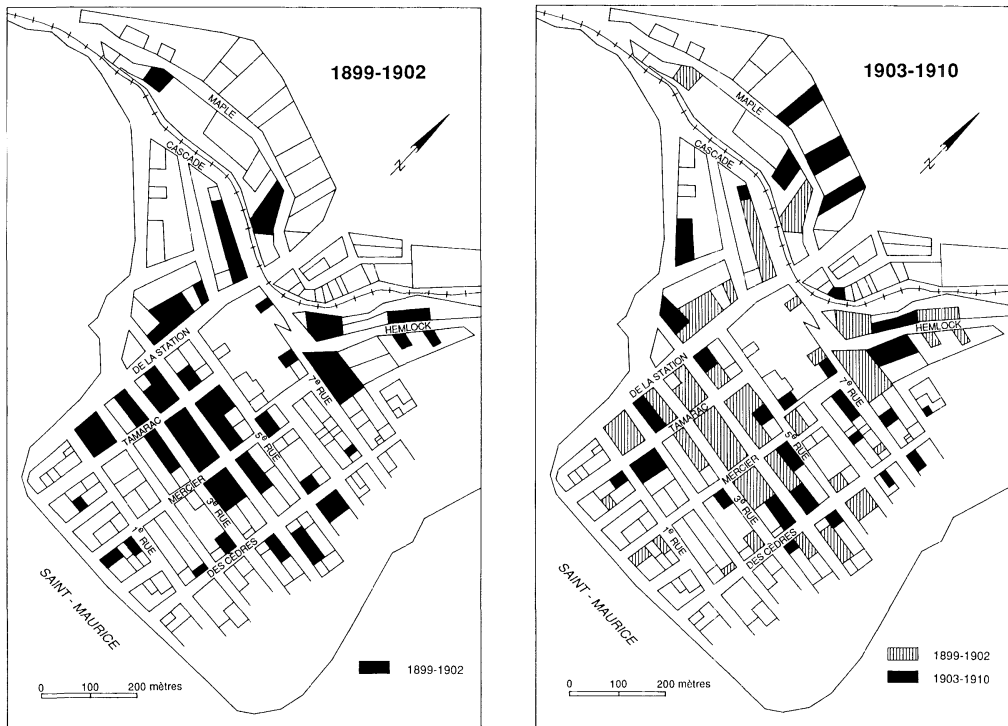 1899-1902
MAPLE
CASCADE
N
DE LA STATION
HEMLOCK
7e RUE
TAMARAC
5e RUE
MERCIER
3e RUE
1e RUE
DES CÈDRES
SAINT - MAURICE
1899-1902
0 100 200 mètres
1903-1910
MAPLE
CASCADE
N
HEMLOCK
DE LA STATION
7e RUE
TAMARAC
5e RUE
MERCIER
3e RUE
1e RUE
DES CÈDRES
SAINT - MAURICE
1899-1902
1903-1910
0 100 200 mètres